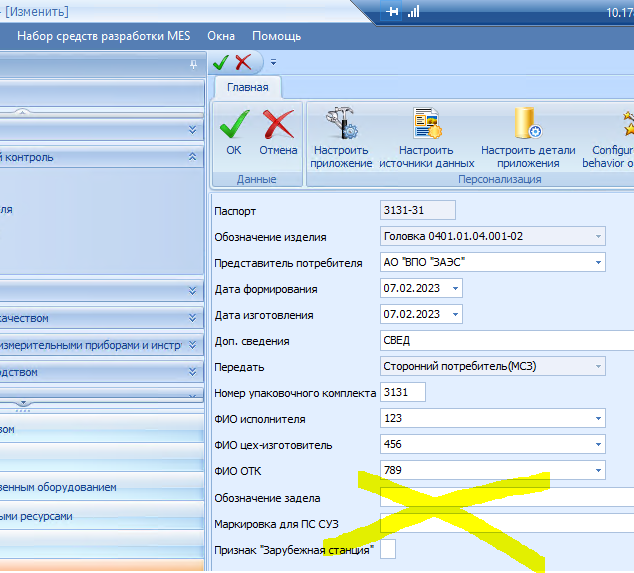 - [Изменить]
10.17
Набор средств разработки MES Окна Помощь
Главная
ОК Отмена
Настроить приложение
Настроить источники данных
Настроить детали приложения
Configur
behavior o
Данные
Персонализация
й контроль
ля
качеством
измерительными приборами и инстр
дством
вом
венным оборудованием
ыми ресурсами
Паспорт 3131-31
Обозначение изделия Головка 0401.01.04.001-02
Представитель потребителя АО "ВПО "ЗАЭС"
Дата формирования 07.02.2023
Дата изготовления 07.02.2023
Доп. сведения СВЕД
Передать Сторонний потребитель(МСЗ)
Номер упаковочного комплекта 3131
ФИО исполнителя 123
ФИО цех-изготовитель 456
ФИО ОТК 789
Обозначение задела
Маркировка для ПС СУЗ
Признак "Зарубежная станция"